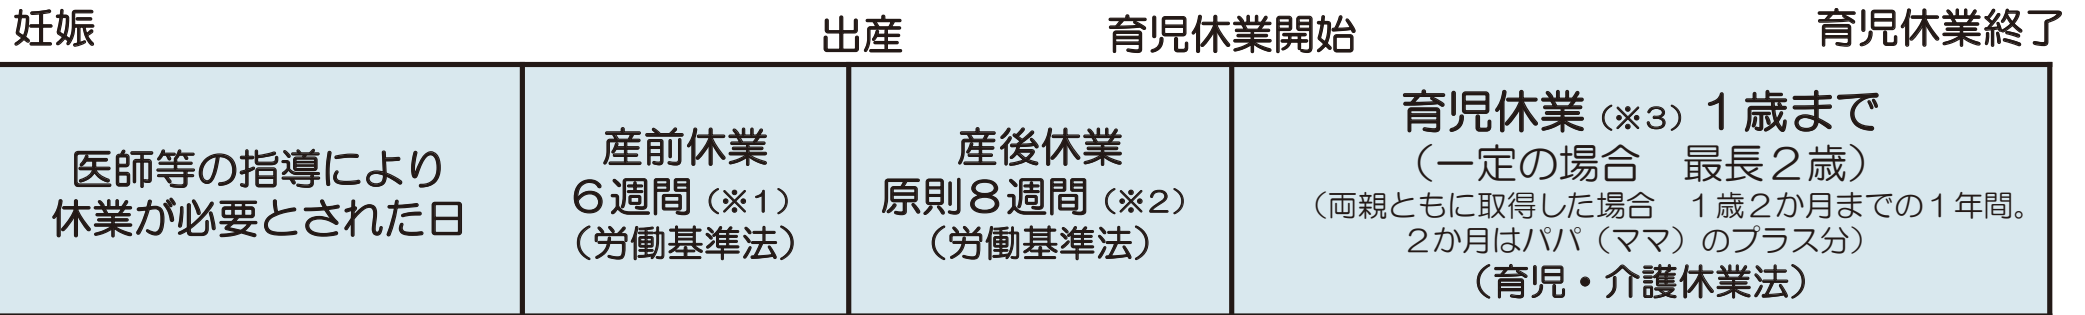 妊娠
出産
育児休業開始
育児休業終了
医師等の指導により
休業が必要とされた日
産前休業
6週間（※1）
（労働基準法）
産後休業
原則8週間（※2）
（労働基準法）
育児休業（※3）1歳まで
（一定の場合　最長2歳）
（両親ともに取得した場合　1歳2か月までの1年間。
2か月はパパ（ママ）のプラス分）
（育児・介護休業法）